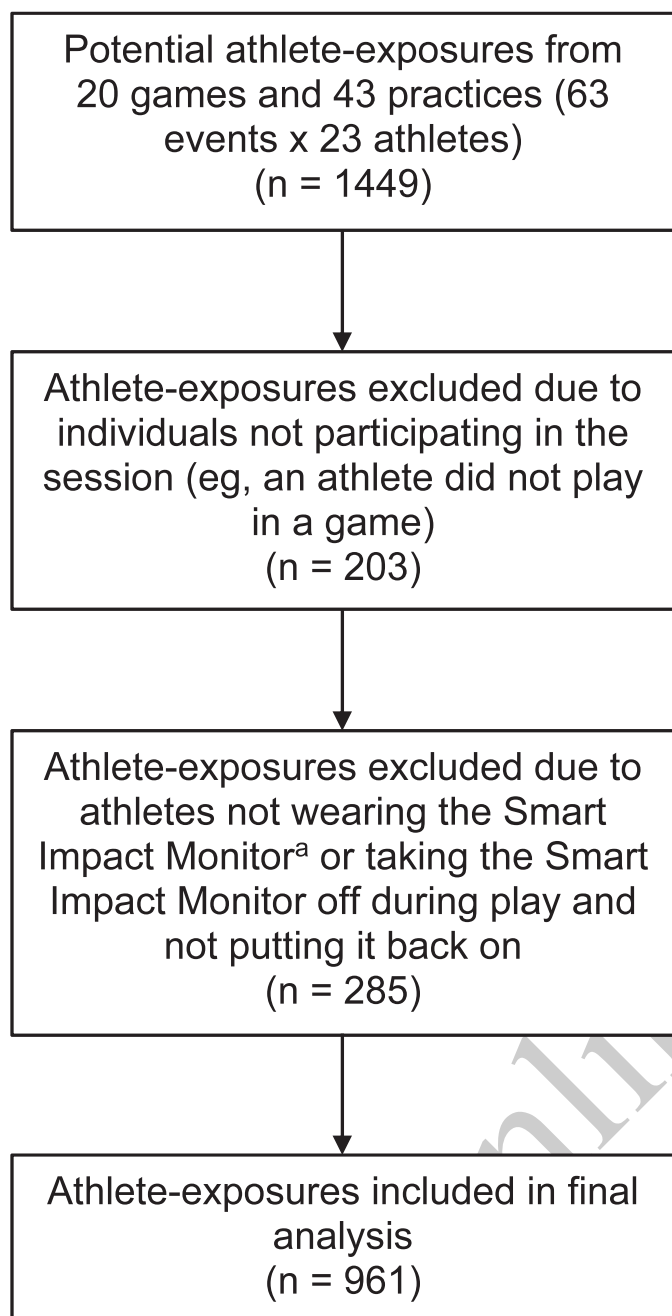 Potential athlete-exposures from
20 games and 43 practices (63
events x 23 athletes)
(n = 1449)
Athlete-exposures excluded due to
individuals not participating in the
session (eg, an athlete did not play
in a game)
(n = 203)
Athlete-exposures excluded due to
athletes not wearing the Smart
Impact Monitorᵃ or taking the Smart
Impact Monitor off during play and
not putting it back on
(n = 285)
Athlete-exposures included in final
analysis
(n = 961)